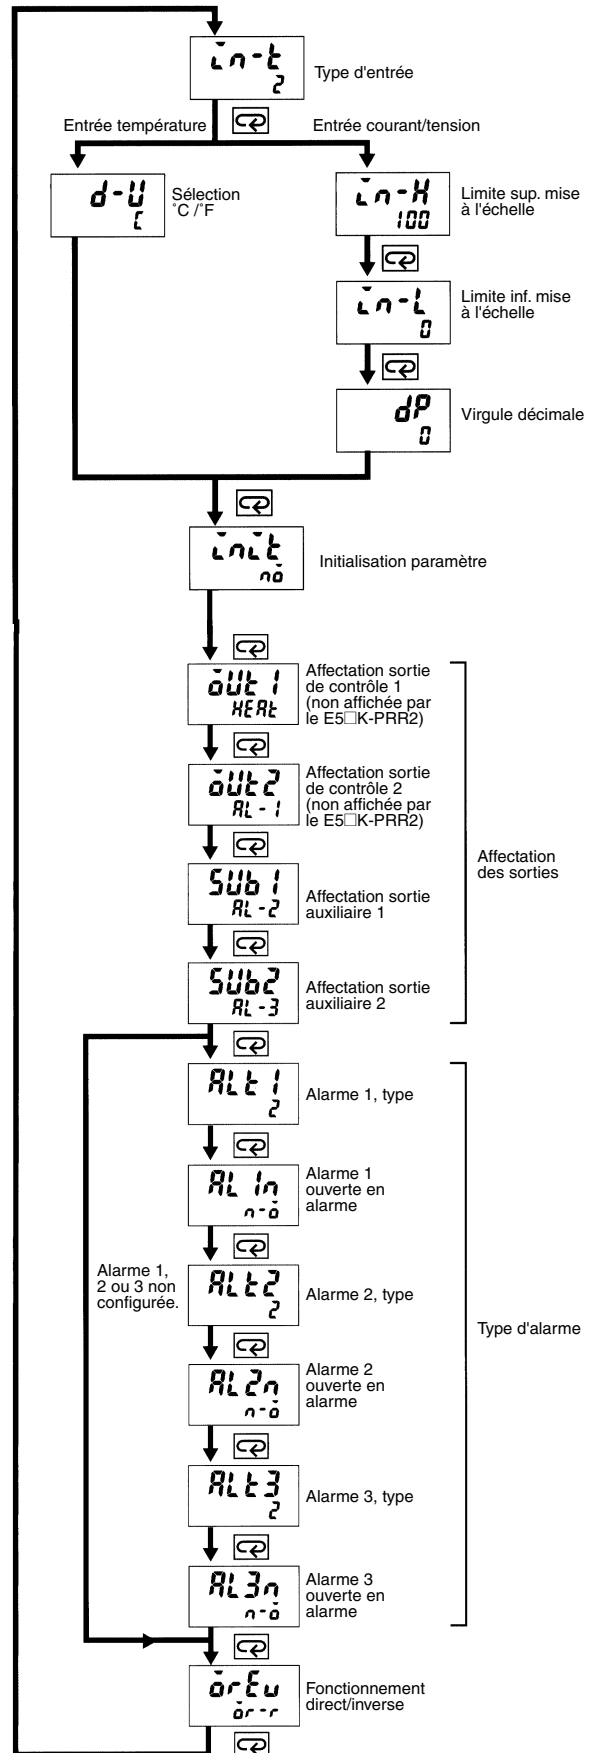 in-t
2
Type d'entrée
Entrée température
Entrée courant/tension
d-U
C
Sélection
°C /°F
in-H
100
Limite sup. mise
à l'échelle
in-L
0
Limite inf. mise
à l'échelle
dP
0
Virgule décimale
init
no
Initialisation paramètre
oUt1
HEAt
Affectation sortie
de contrôle 1
(non affichée par
le E5□K-PRR2)
oUt2
AL-1
Affectation sortie
de contrôle 2
(non affichée par
le E5□K-PRR2)
SUb1
AL-2
Affectation sortie
auxiliaire 1
SUb2
AL-3
Affectation sortie
auxiliaire 2
Affectation
des sorties
ALt1
2
Alarme 1, type
AL1n
n-o
Alarme 1
ouverte en
alarme
Alarme 1,
2 ou 3 non
configurée.
ALt2
2
Alarme 2, type
AL2n
n-o
Alarme 2
ouverte en
alarme
ALt3
2
Alarme 3, type
AL3n
n-o
Alarme 3
ouverte en
alarme
Type d'alarme
orEv
or-r
Fonctionnement
direct/inverse